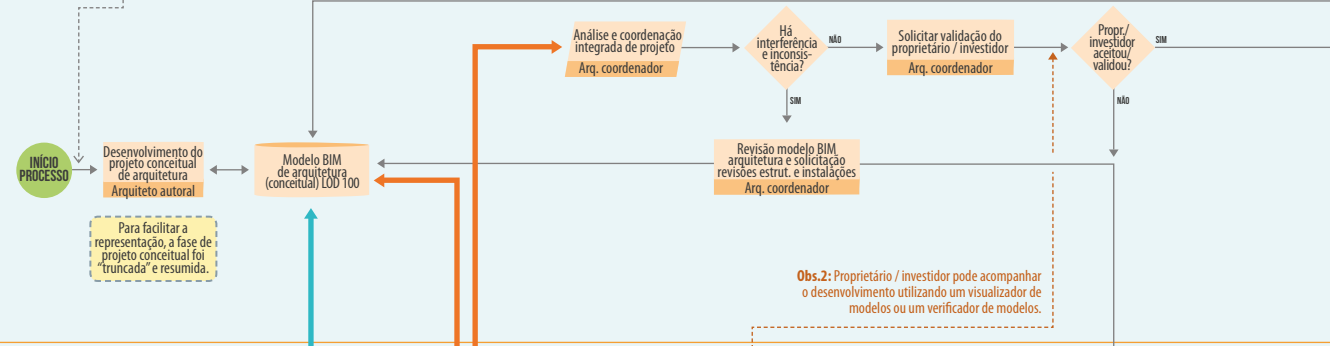 Análise e coordenação
integrada de projeto
Arq. coordenador
Há
interferência
e inconsis-
tência?
NÃO
SIM
Solicitar validação do
proprietário / investidor
Arq. coordenador
Propr./
investidor
aceitou/
validou?
SIM
NÃO
INÍCIO
PROCESSO
Desenvolvimento do
projeto conceitual
de arquitetura
Arquiteto autoral
Modelo BIM
de arquitetura
(conceitual) LOD 100
Revisão modelo BIM
arquitetura e solicitação
revisões estrut. e instalações
Arq. coordenador
Para facilitar a
representação, a fase de
projeto conceitual foi
“truncada” e resumida.
Obs.2: Proprietário / investidor pode acompanhar
o desenvolvimento utilizando um visualizador de
modelos ou um verificador de modelos.